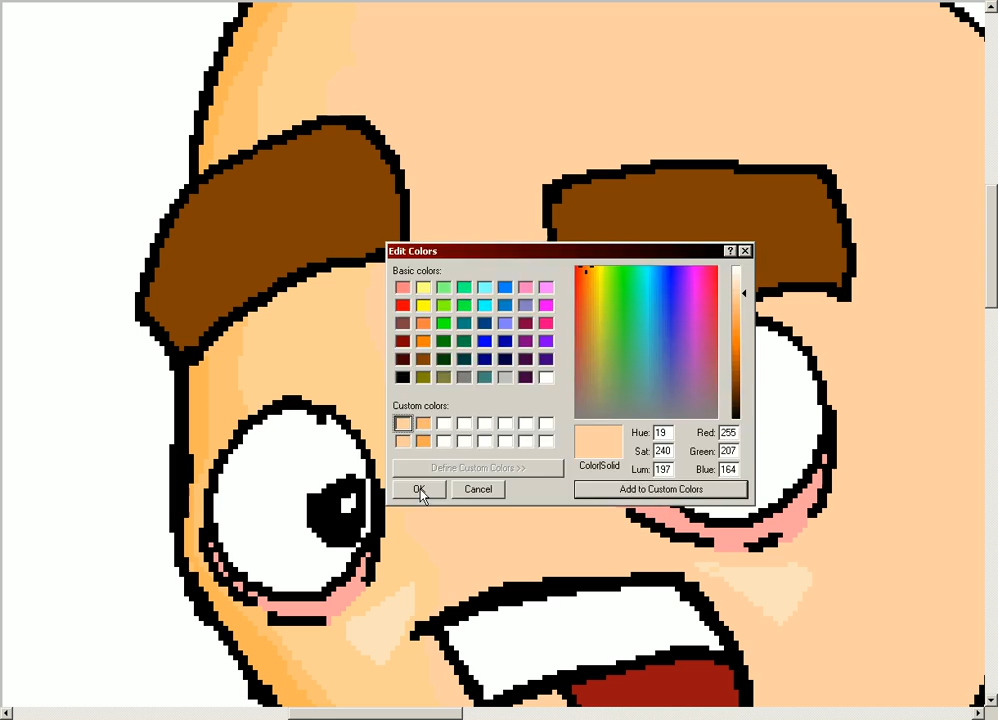 Edit Colors
Basic colors:
Custom colors:
Define Custom Colors >>
OK
Cancel
Color|Solid
Hue: 19
Sat: 240
Lum: 197
Red: 255
Green: 207
Blue: 164
Add to Custom Colors